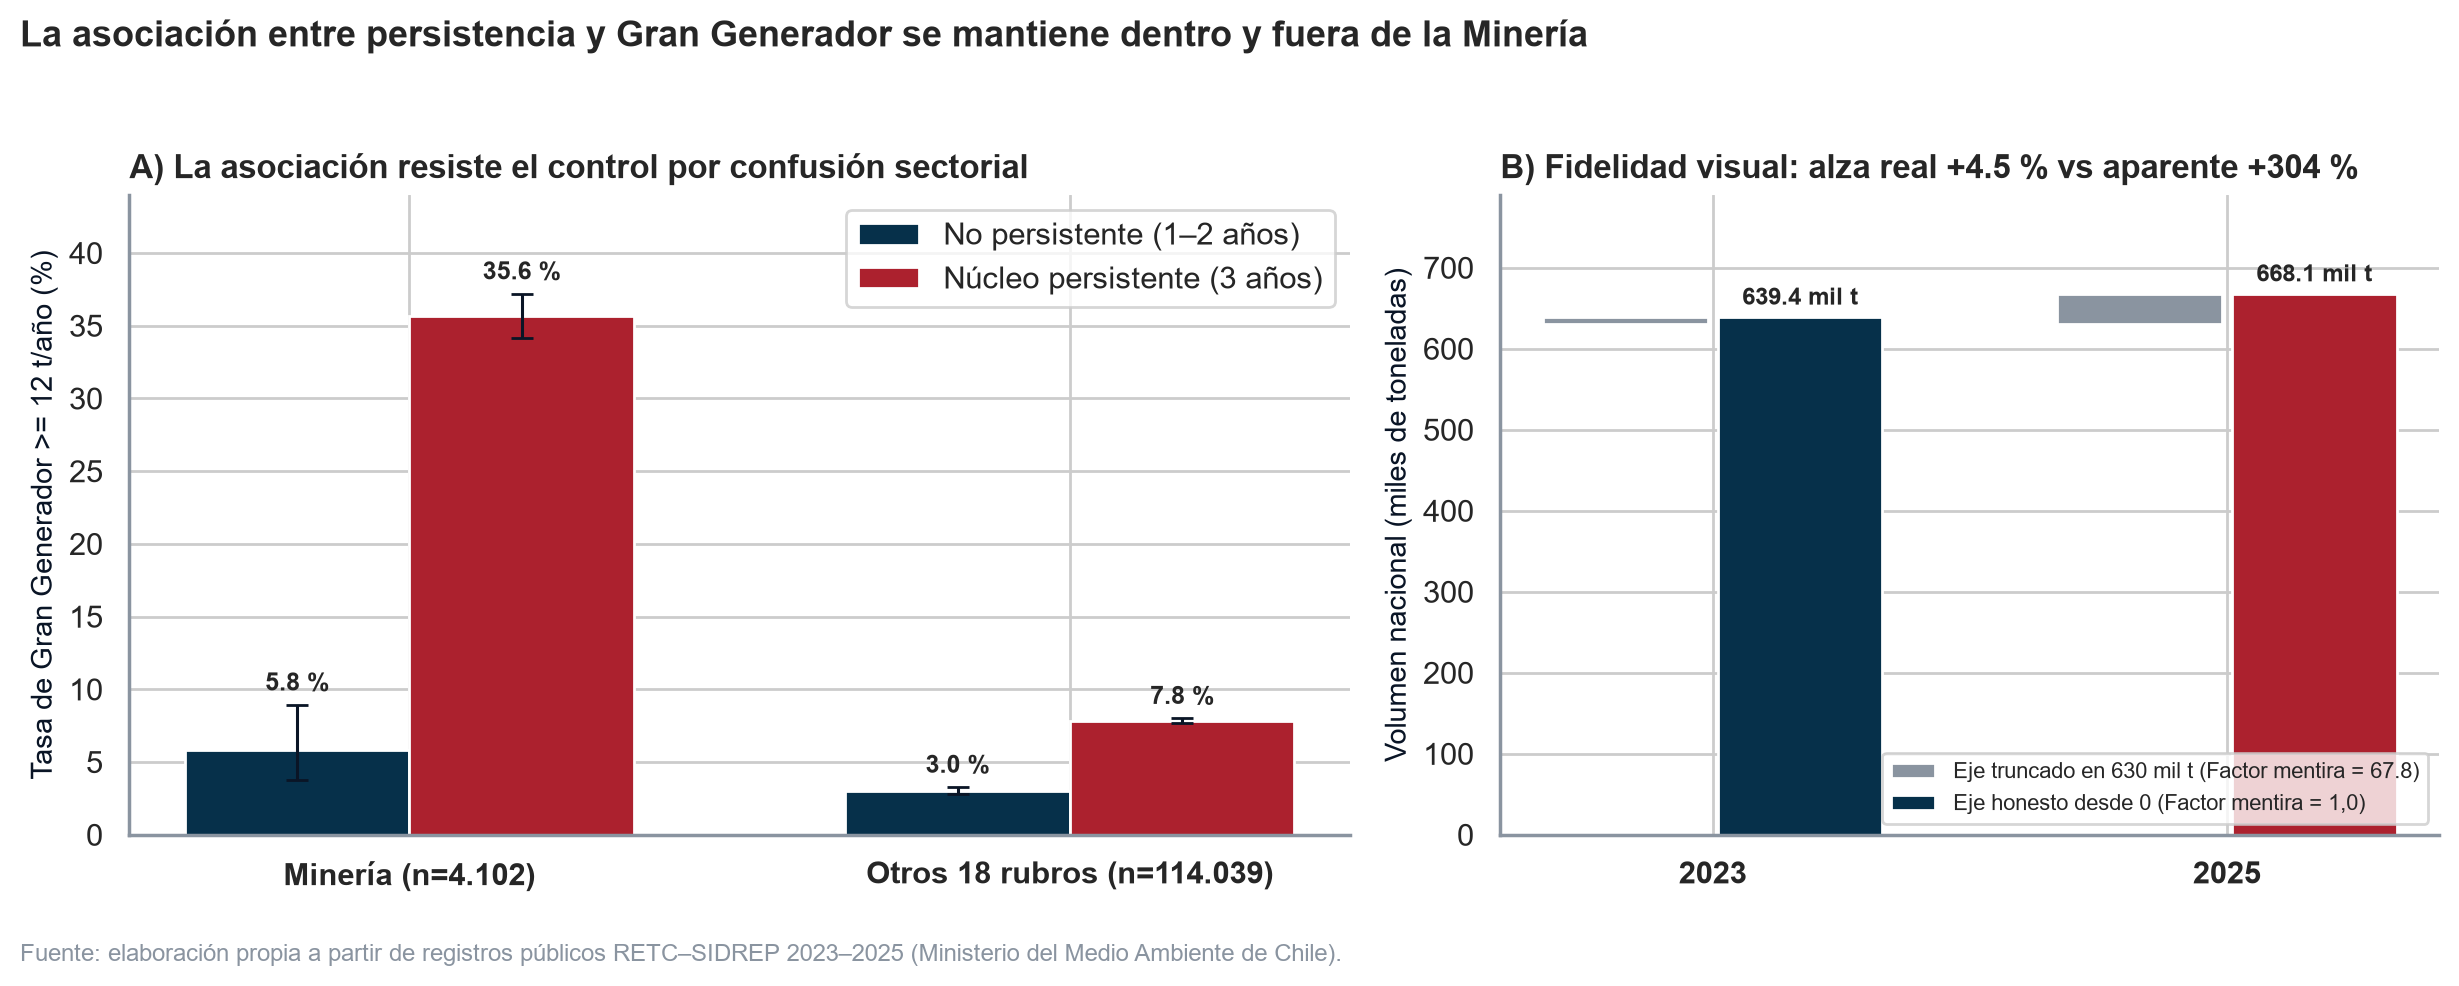 La asociación entre persistencia y Gran Generador se mantiene dentro y fuera de la Minería
A) La asociación resiste el control por confusión sectorial
Tasa de Gran Generador >= 12 t/año (%)
40
35
30
25
20
15
10
5
0
No persistente (1–2 años)
Núcleo persistente (3 años)
35.6 %
5.8 %
7.8 %
3.0 %
Minería (n=4.102)
Otros 18 rubros (n=114.039)
B) Fidelidad visual: alza real +4.5 % vs aparente +304 %
Volumen nacional (miles de toneladas)
700
600
500
400
300
200
100
0
639.4 mil t
668.1 mil t
Eje truncado en 630 mil t (Factor mentira = 67.8)
Eje honesto desde 0 (Factor mentira = 1,0)
2023
2025
Fuente: elaboración propia a partir de registros públicos RETC–SIDREP 2023–2025 (Ministerio del Medio Ambiente de Chile).